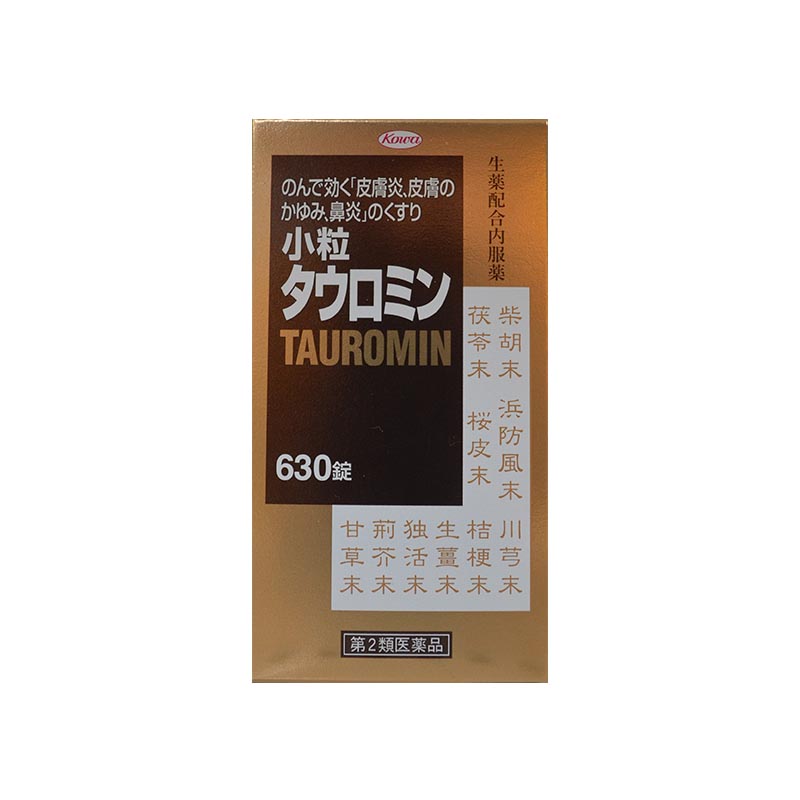 Kowa
のんで効く「皮膚炎、皮膚の
かゆみ、鼻炎」のくすり
小粒
タウロミン
TAUROMIN
630錠
生薬配合内服薬
柴胡末
茯苓末
浜防風末
桜皮末
川芎末
桔梗末
生薑末
独活末
荊芥末
甘草末
第2類医薬品